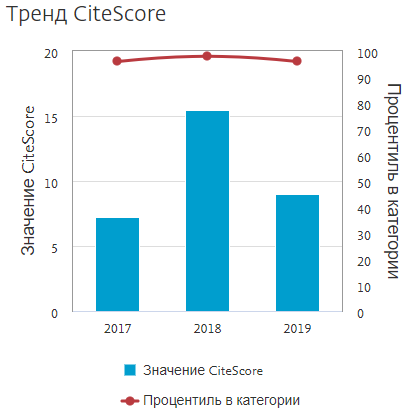 Тренд CiteScore
20
15
10
5
0
Значение CiteScore
100
90
80
70
60
50
40
30
20
10
0
Процентиль в категории
2017 2018 2019
Значение CiteScore
Процентиль в категории